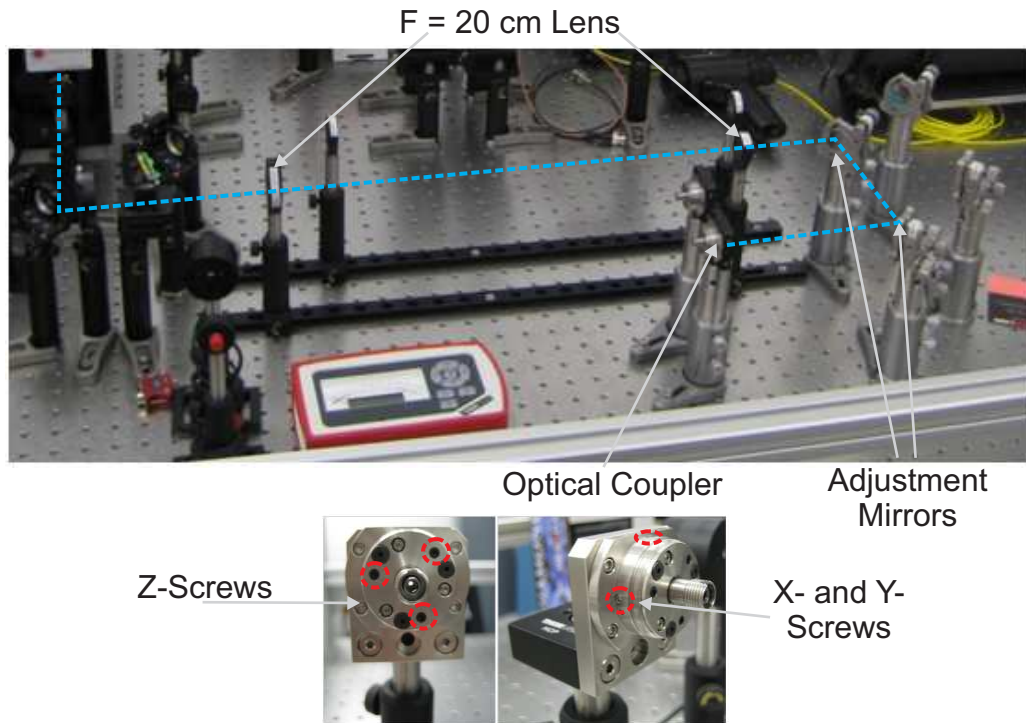 F = 20 cm Lens
Optical Coupler
Adjustment
Mirrors
Z-Screws
X- and Y-
Screws